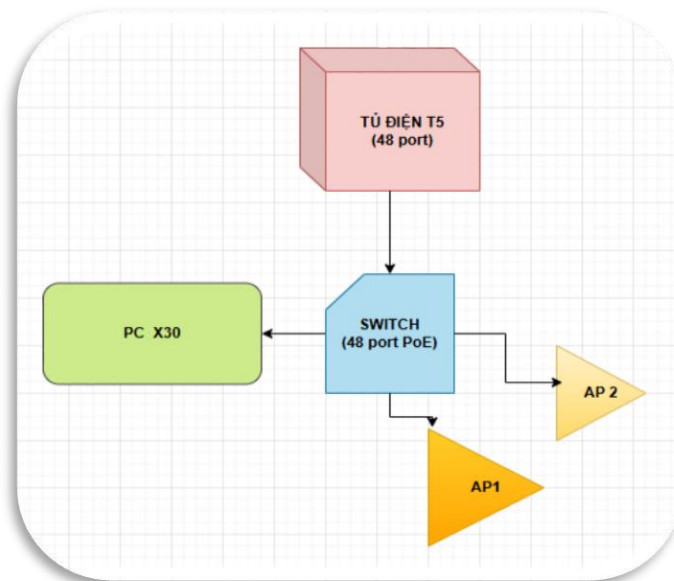 TỦ ĐIỆN T5
(48 port)
PC X30
SWITCH
(48 port PoE)
AP 2
AP1